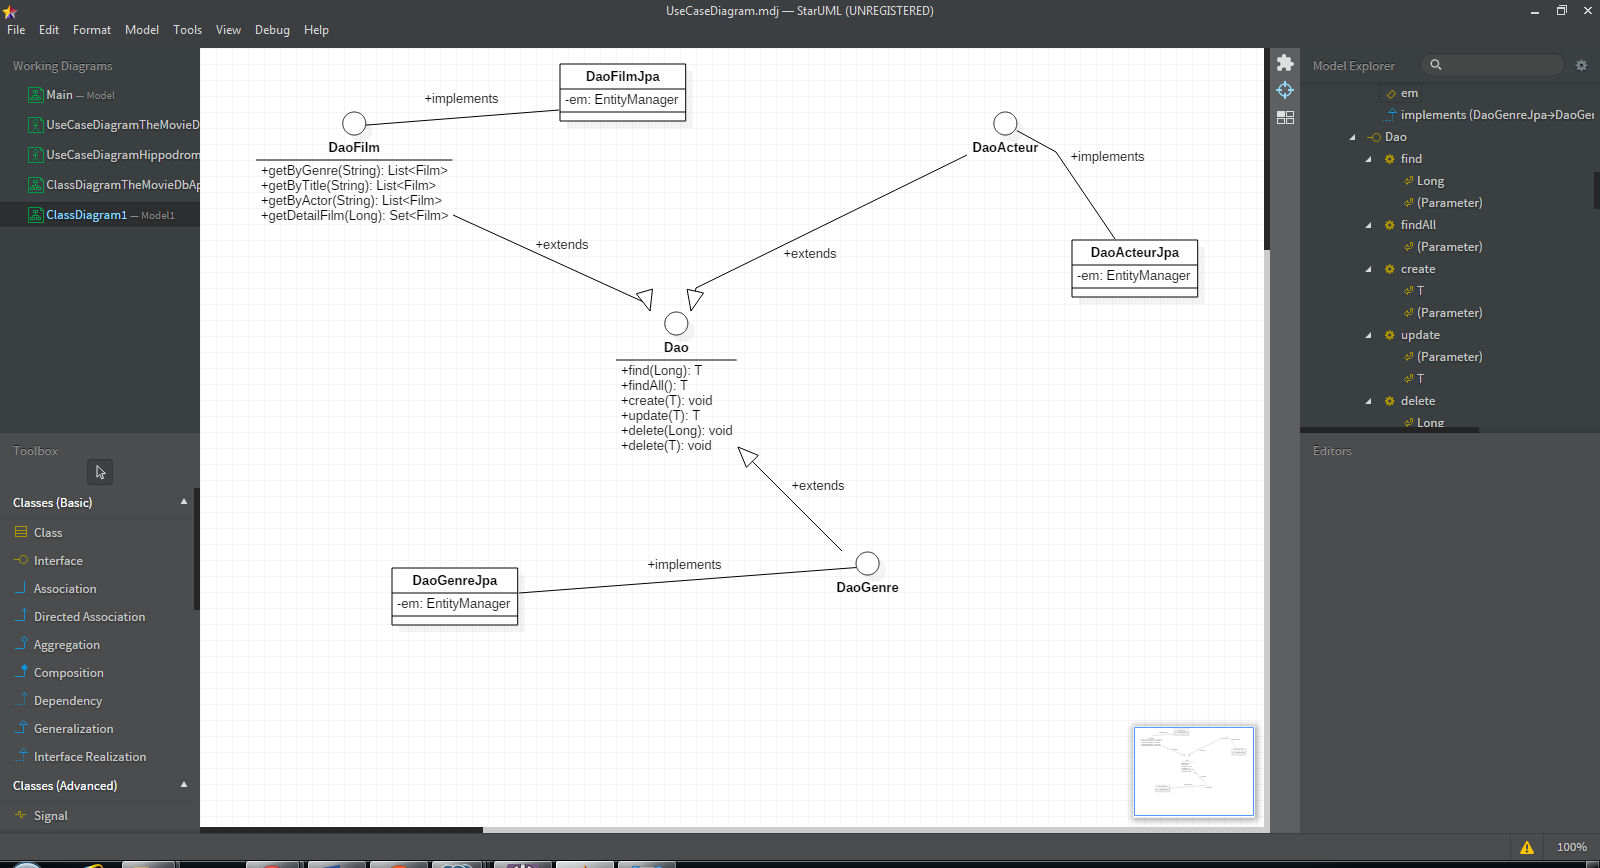 UseCaseDiagram.mdj — StarUML (UNREGISTERED)
File Edit Format Model Tools View Debug Help
Working Diagrams
Main — Model
UseCaseDiagramTheMovieD
UseCaseDiagramHippodrom
ClassDiagramTheMovieDbAp
ClassDiagram1 — Model1
Toolbox
Classes (Basic)
Class
Interface
Association
Directed Association
Aggregation
Composition
Dependency
Generalization
Interface Realization
Classes (Advanced)
Signal
DaoFilmJpa
-em: EntityManager
+implements
DaoFilm
+getByGenre(String): List<Film>
+getByTitle(String): List<Film>
+getByActor(String): List<Film>
+getDetailFilm(Long): Set<Film>
+extends
DaoActeur
+implements
+extends
DaoActeurJpa
-em: EntityManager
Dao
+find(Long): T
+findAll(): T
+create(T): void
+update(T): T
+delete(Long): void
+delete(T): void
+extends
+implements
DaoGenreJpa
-em: EntityManager
DaoGenre
Model Explorer
em
implements (DaoGenreJpa→DaoGer
Dao
find
Long
(Parameter)
findAll
(Parameter)
create
T
(Parameter)
update
(Parameter)
T
delete
Long
Editors
100%